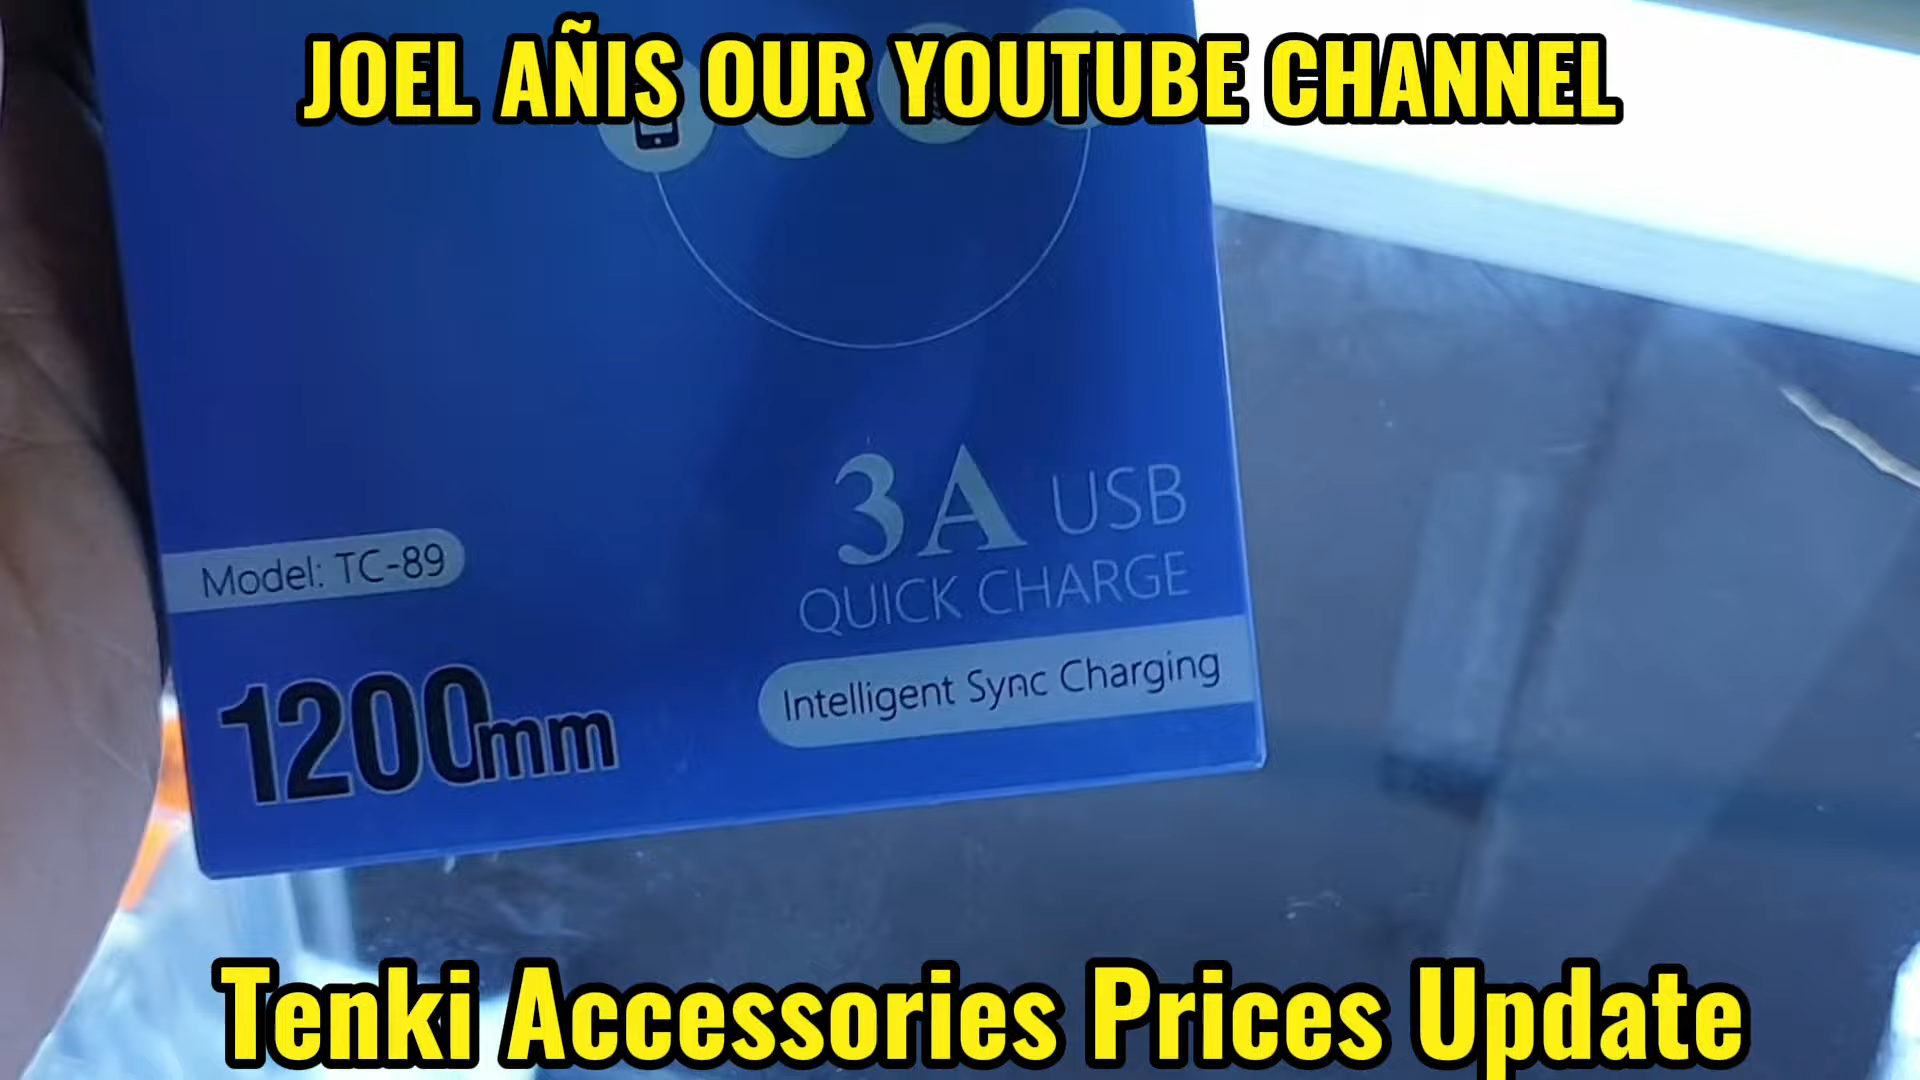 JOEL AÑIS OUR YOUTUBE CHANNEL
3A USB
QUICK CHARGE
Model: TC-89
Intelligent Sync Charging
1200mm
Tenki Accessories Prices Update